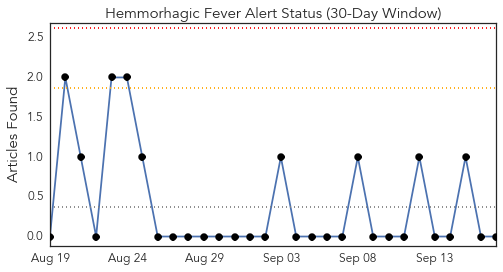 Hemmorhagic Fever Alert Status (30-Day Window)
Articles Found
2.5
2.0
1.5
1.0
0.5
0.0
Aug 19 Aug 24 Aug 29 Sep 03 Sep 08 Sep 13